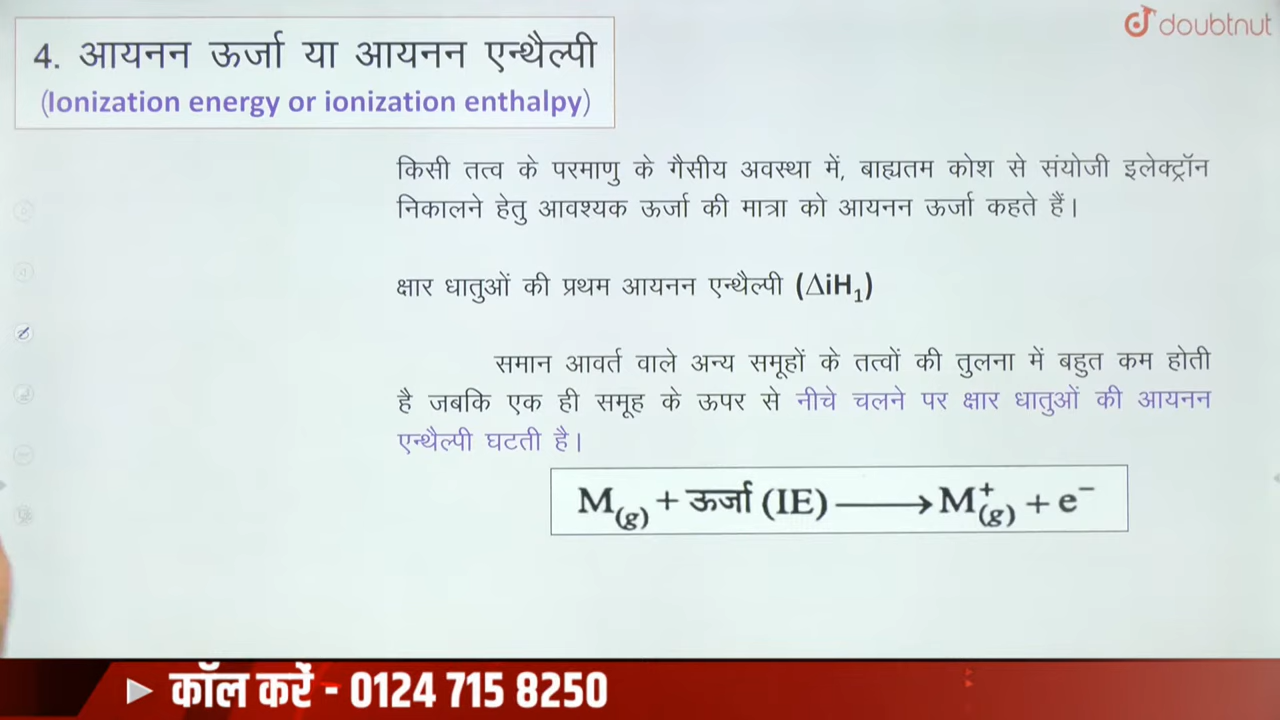 doubtnut
4. आयनन ऊर्जा या आयनन एन्थैल्पी
(Ionization energy or ionization enthalpy)
किसी तत्व के परमाणु के गैसीय अवस्था में, बाह्यतम कोश से संयोजी इलेक्ट्रॉन
निकालने हेतु आवश्यक ऊर्जा की मात्रा को आयनन ऊर्जा कहते हैं।
क्षार धातुओं की प्रथम आयनन एन्थैल्पी (∆iH₁)
समान आवर्त वाले अन्य समूहों के तत्वों की तुलना में बहुत कम होती
है जबकि एक ही समूह के ऊपर से नीचे चलने पर क्षार धातुओं की आयनन
एन्थैल्पी घटती है।
M(g) + ऊर्जा (IE) ⟶ M⁺(g) + e⁻
कॉल करें - 0124 715 8250